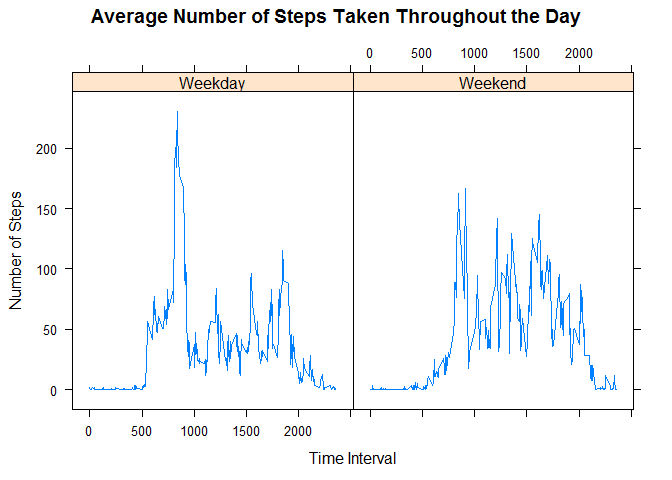 Average Number of Steps Taken Throughout the Day
0 500 1000 1500 2000
Weekday Weekend
Number of Steps
200
150
100
50
0
0 500 1000 1500 2000
Time Interval